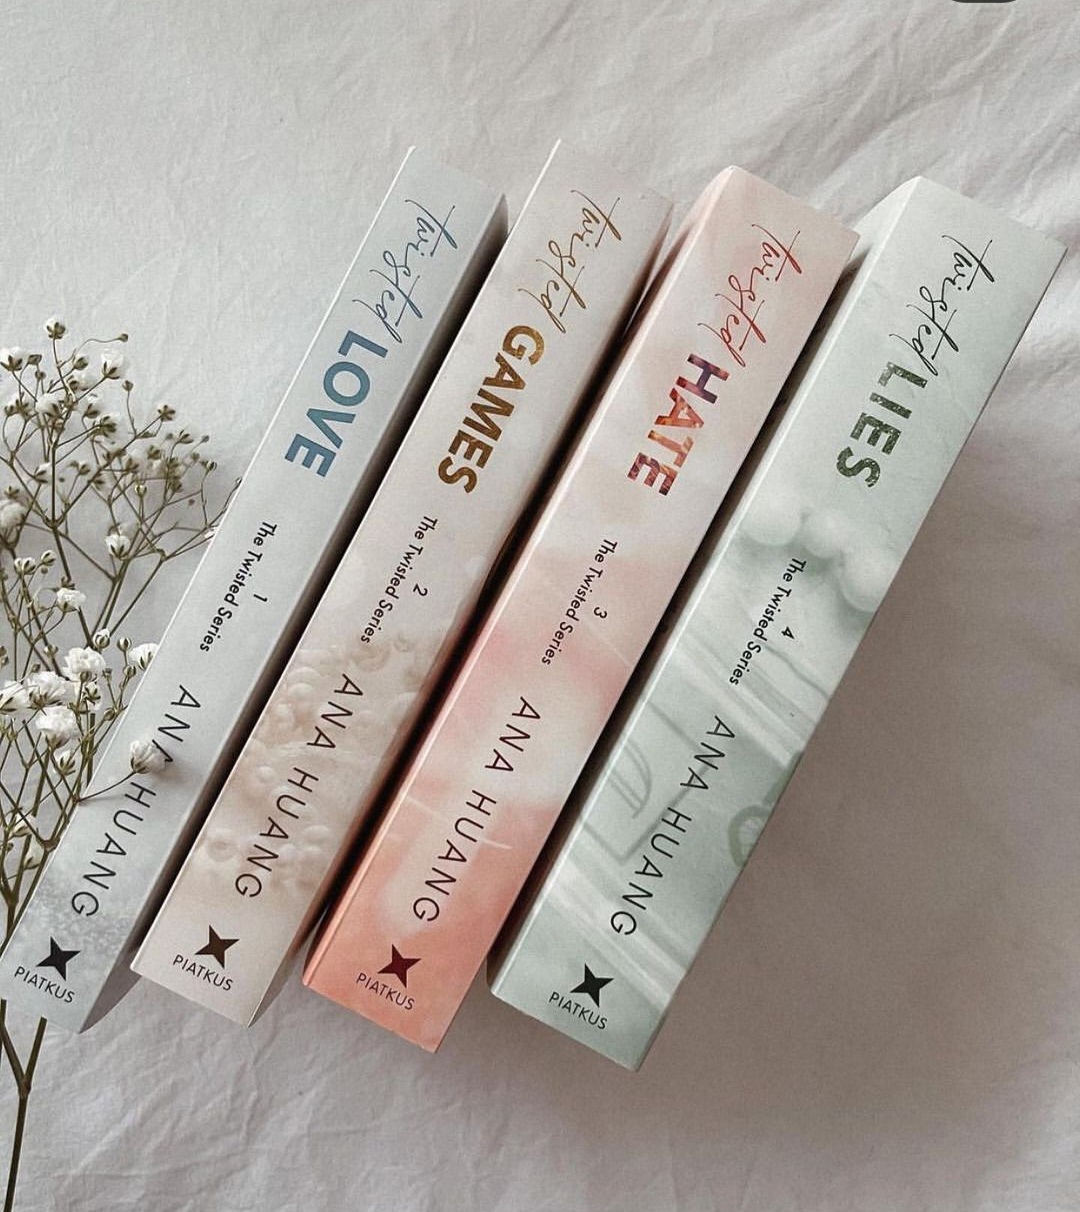 twisted LOVE
1
The Twisted Series
ANA HUANG
PIATKUS
twisted GAMES
2
The Twisted Series
ANA HUANG
PIATKUS
twisted HATE
3
The Twisted Series
ANA HUANG
PIATKUS
twisted LIES
4
The Twisted Series
ANA HUANG
PIATKUS